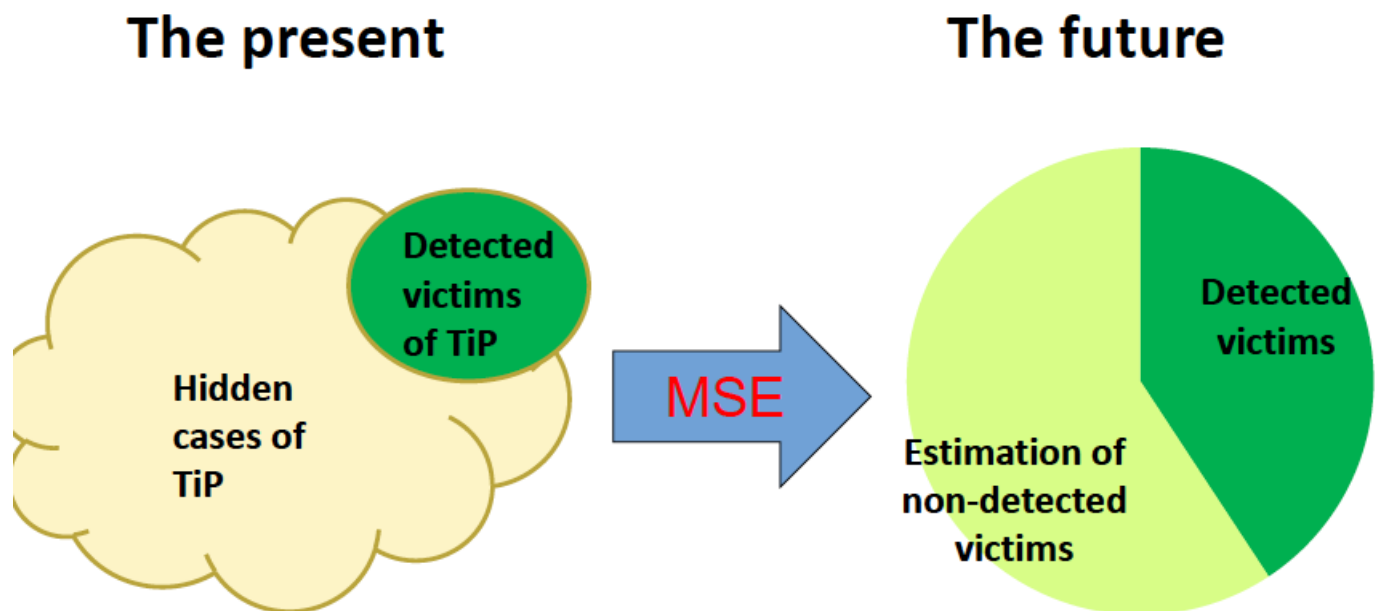 The present
The future
Detected
victims
of TiP
Hidden
cases of
TiP
MSE
Detected
victims
Estimation of
non-detected
victims